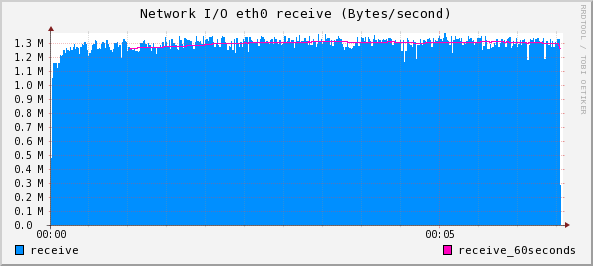 Network I/O eth0 receive (Bytes/second)
RRDTOOL / TOBI OETIKER
1.3 M
1.2 M
1.1 M
1.0 M
0.9 M
0.8 M
0.7 M
0.6 M
0.5 M
0.4 M
0.3 M
0.2 M
0.1 M
0.0
00:00 00:05
receive receive_60seconds